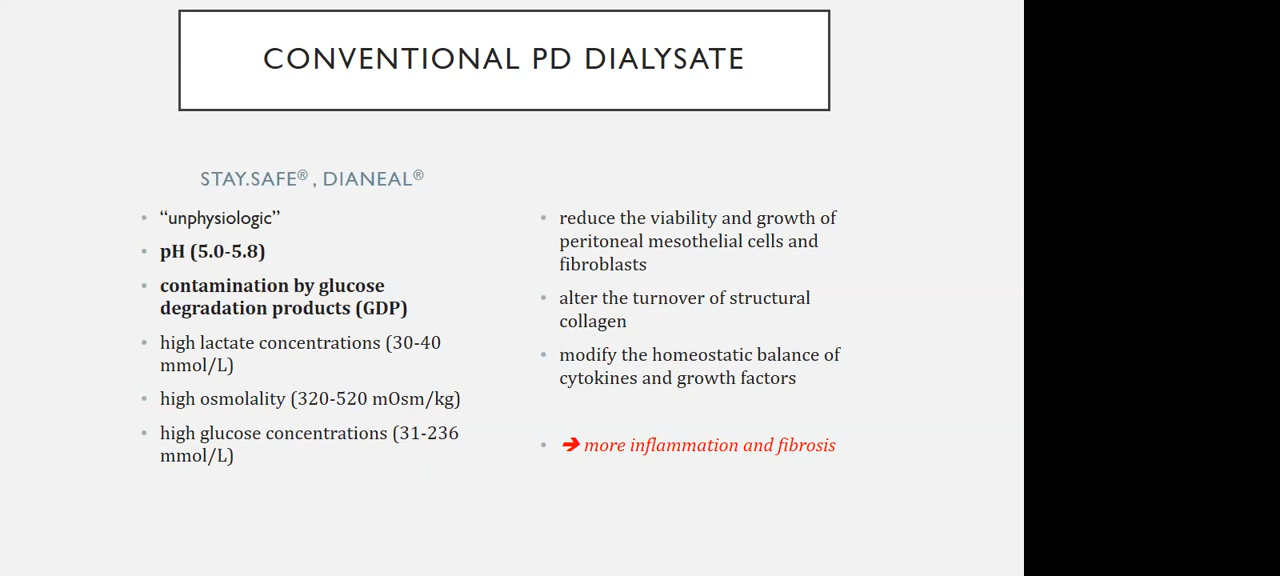 CONVENTIONAL PD DIALYSATE
STAY.SAFE® , DIANEAL®
• “unphysiologic”
• pH (5.0-5.8)
• contamination by glucose
degradation products (GDP)
• high lactate concentrations (30-40
mmol/L)
• high osmolality (320-520 mOsm/kg)
• high glucose concentrations (31-236
mmol/L)
• reduce the viability and growth of
peritoneal mesothelial cells and
fibroblasts
• alter the turnover of structural
collagen
• modify the homeostatic balance of
cytokines and growth factors
• ➔ more inflammation and fibrosis